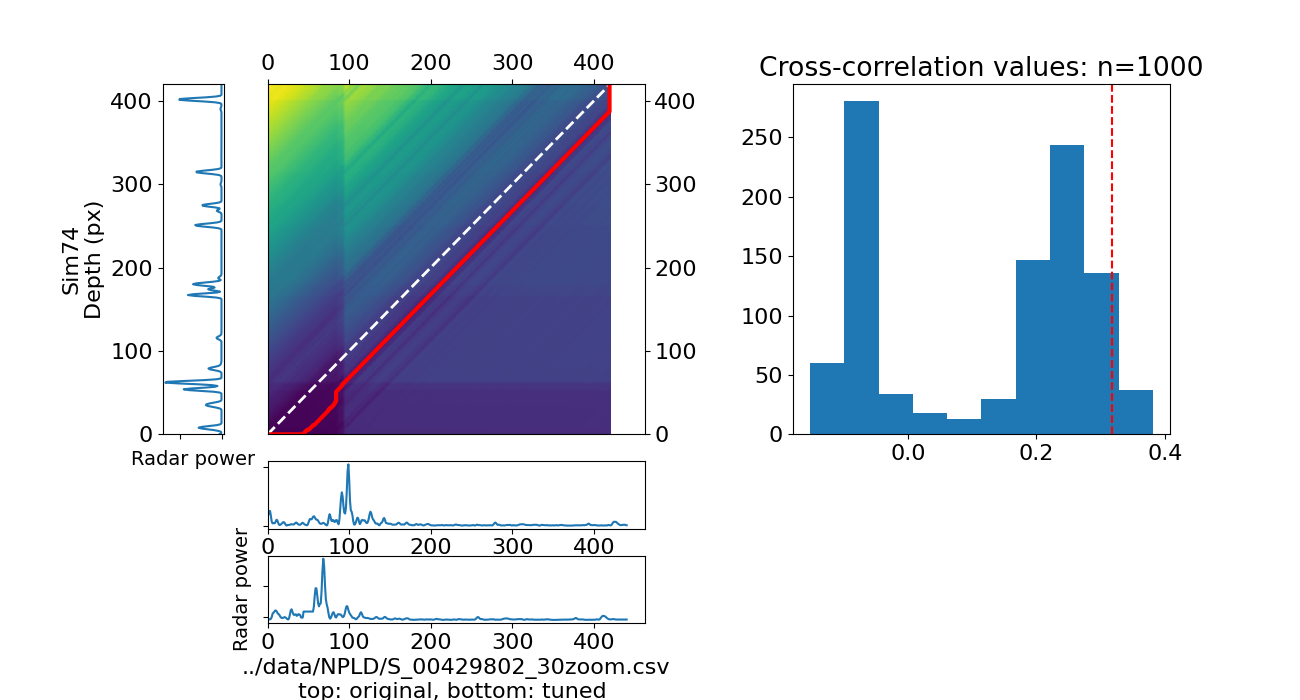 0 100 200 300 400
Cross-correlation values: n=1000
400
300
200
100
0
Sim74
Depth (px)
Radar power
400
300
200
100
0
250
200
150
100
50
0
0.0 0.2 0.4
0 100 200 300 400
Radar power
0 100 200 300 400
../data/NPLD/S_00429802_30zoom.csv
top: original, bottom: tuned